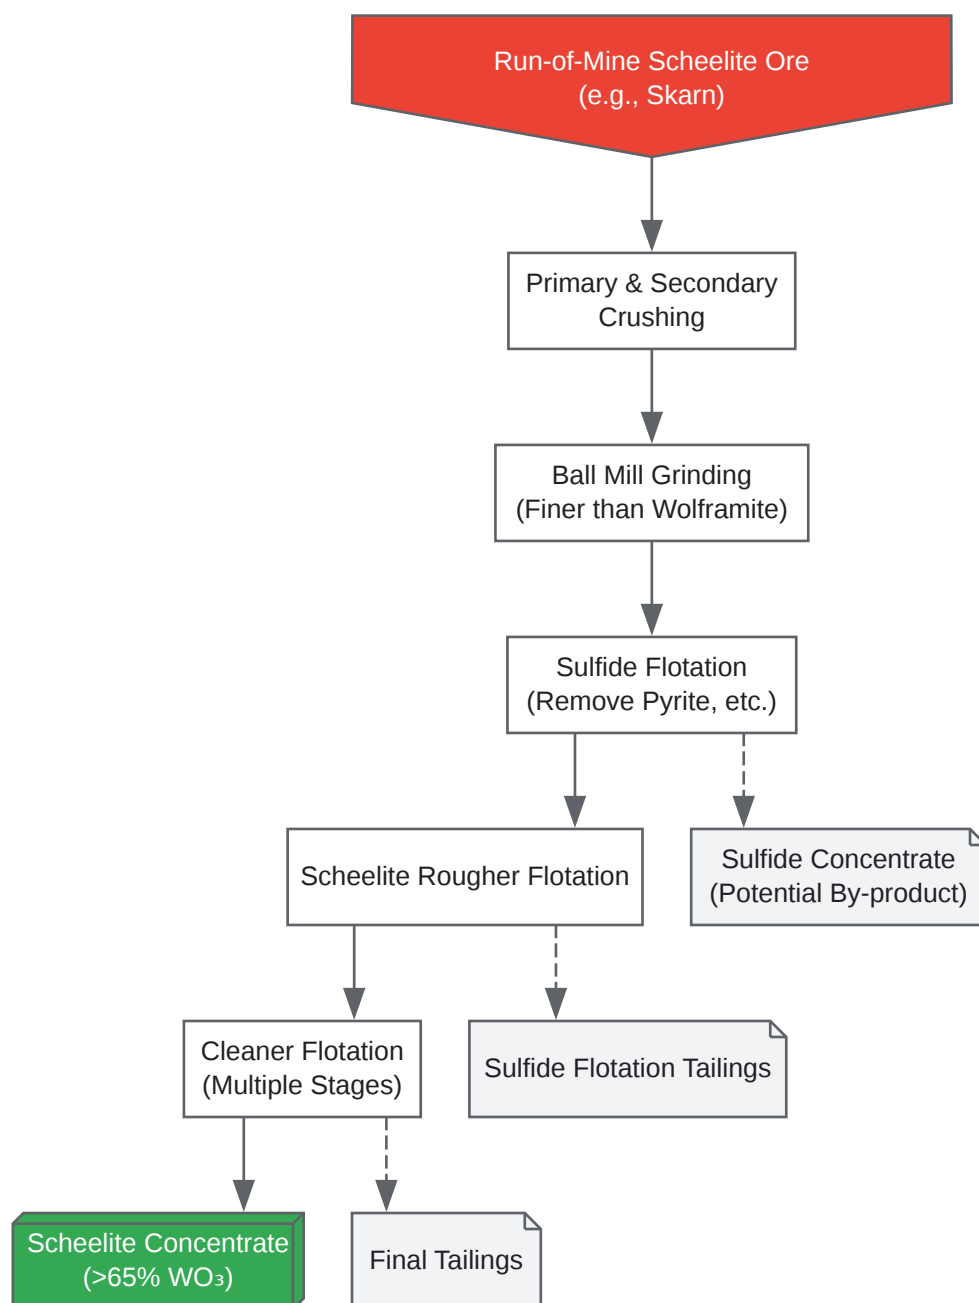 Run-of-Mine Scheelite Ore
(e.g., Skarn)
Primary & Secondary
Crushing
Ball Mill Grinding
(Finer than Wolframite)
Sulfide Flotation
(Remove Pyrite, etc.)
Scheelite Rougher Flotation
Sulfide Concentrate
(Potential By-product)
Cleaner Flotation
(Multiple Stages)
Sulfide Flotation Tailings
Scheelite Concentrate
(>65% WO₃)
Final Tailings